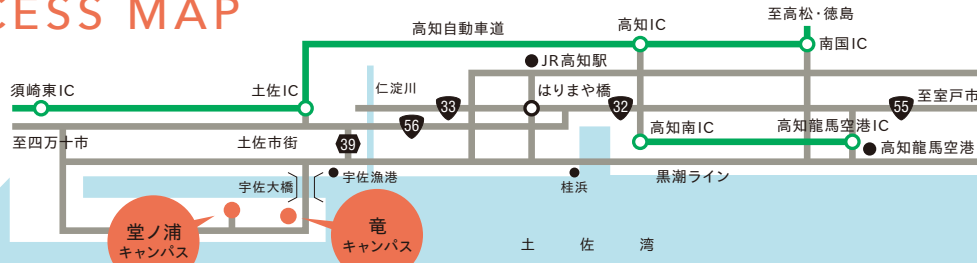 CESS MAP
至高松・徳島
高知自動車道
高知IC
南国IC
JR高知駅
須崎東IC
土佐IC
仁淀川
はりまや橋
33
32
55
至室戸市
56
高知南IC
高知龍馬空港IC
至四万十市
土佐市街
39
高知龍馬空港
宇佐大橋
宇佐漁港
桂浜
黒潮ライン
堂ノ浦
キャンパス
竜
キャンパス
土佐湾